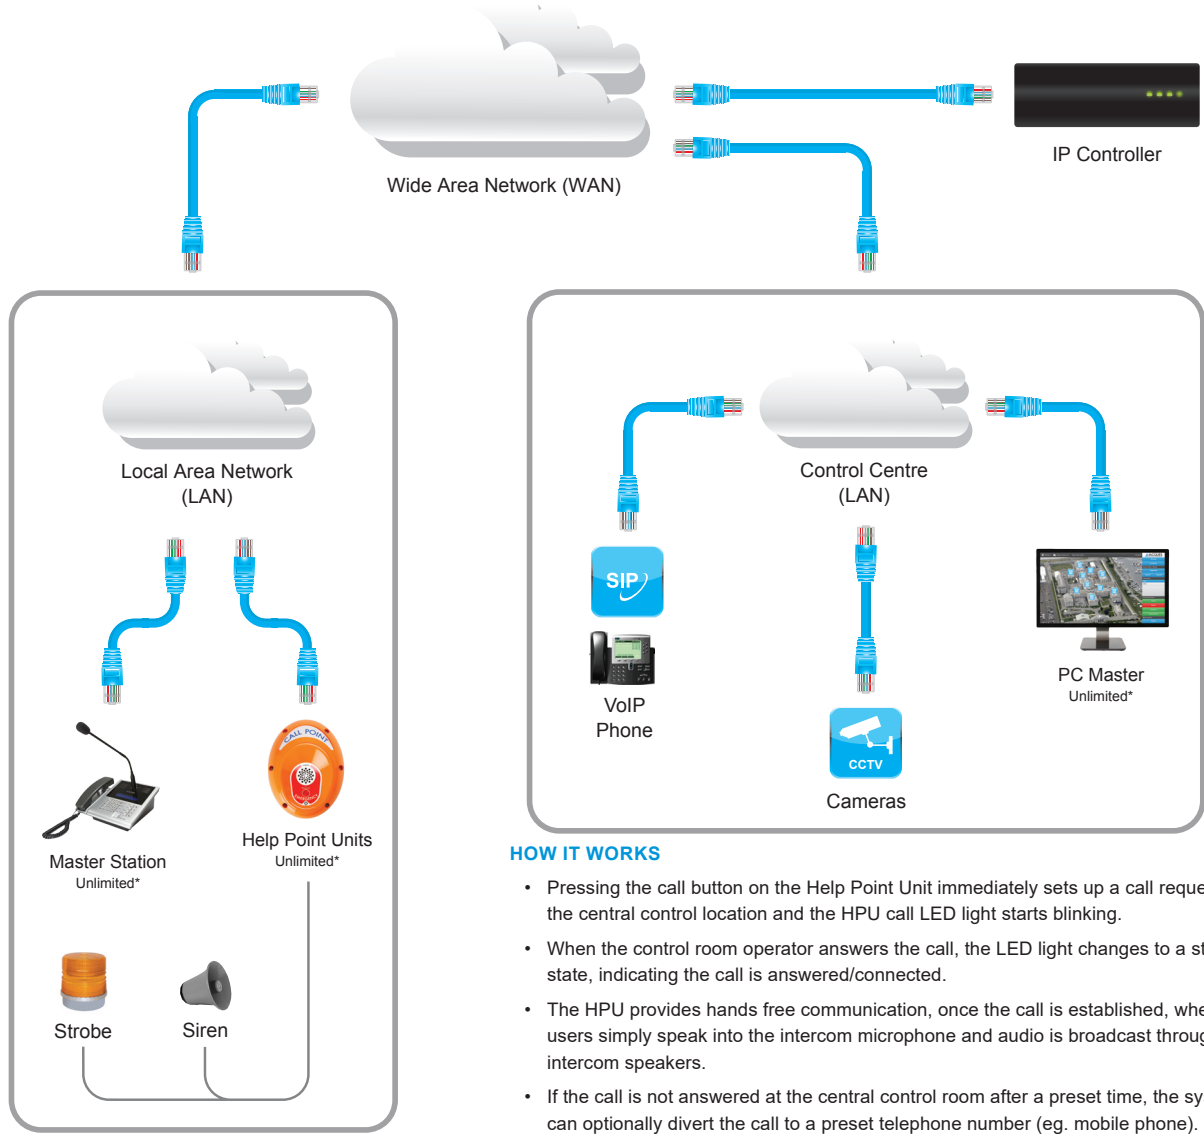 Wide Area Network (WAN)
IP Controller
Local Area Network
(LAN)
Control Centre
(LAN)
SIP
VoIP
Phone
CCTV
Cameras
PC Master
Unlimited*
CALL POINT
EMERGENCY
Master Station
Unlimited*
Help Point Units
Unlimited*
Strobe
Siren
HOW IT WORKS
• Pressing the call button on the Help Point Unit immediately sets up a call reque
the central control location and the HPU call LED light starts blinking.
• When the control room operator answers the call, the LED light changes to a st
state, indicating the call is answered/connected.
• The HPU provides hands free communication, once the call is established, whe
users simply speak into the intercom microphone and audio is broadcast throug
intercom speakers.
• If the call is not answered at the central control room after a preset time, the sy
can optionally divert the call to a preset telephone number (eg. mobile phone).